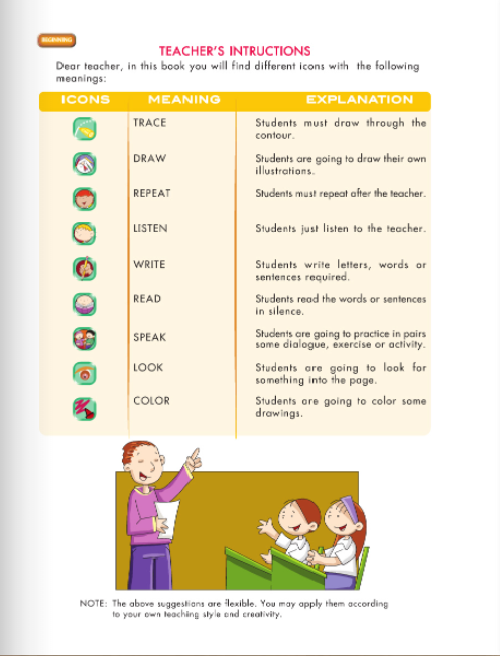 BEGINNING
TEACHER'S INTRUCTIONS
Dear teacher, in this book you will find different icons with the following
meanings:
ICONS MEANING EXPLANATION
TRACE Students must draw through the
contour.
DRAW Students are going to draw their own
illustrations.
REPEAT Students must repeat after the teacher.
LISTEN Students just listen to the teacher.
WRITE Students write letters, words or
sentences required.
READ Students read the words or sentences
in silence.
SPEAK Students are going to practice in pairs
some dialogue, exercise or activity.
LOOK Students are going to look for
something into the page.
COLOR Students are going to color some
drawings.
NOTE: The above suggestions are flexible. You may apply them according
to your own teaching style and creativity.